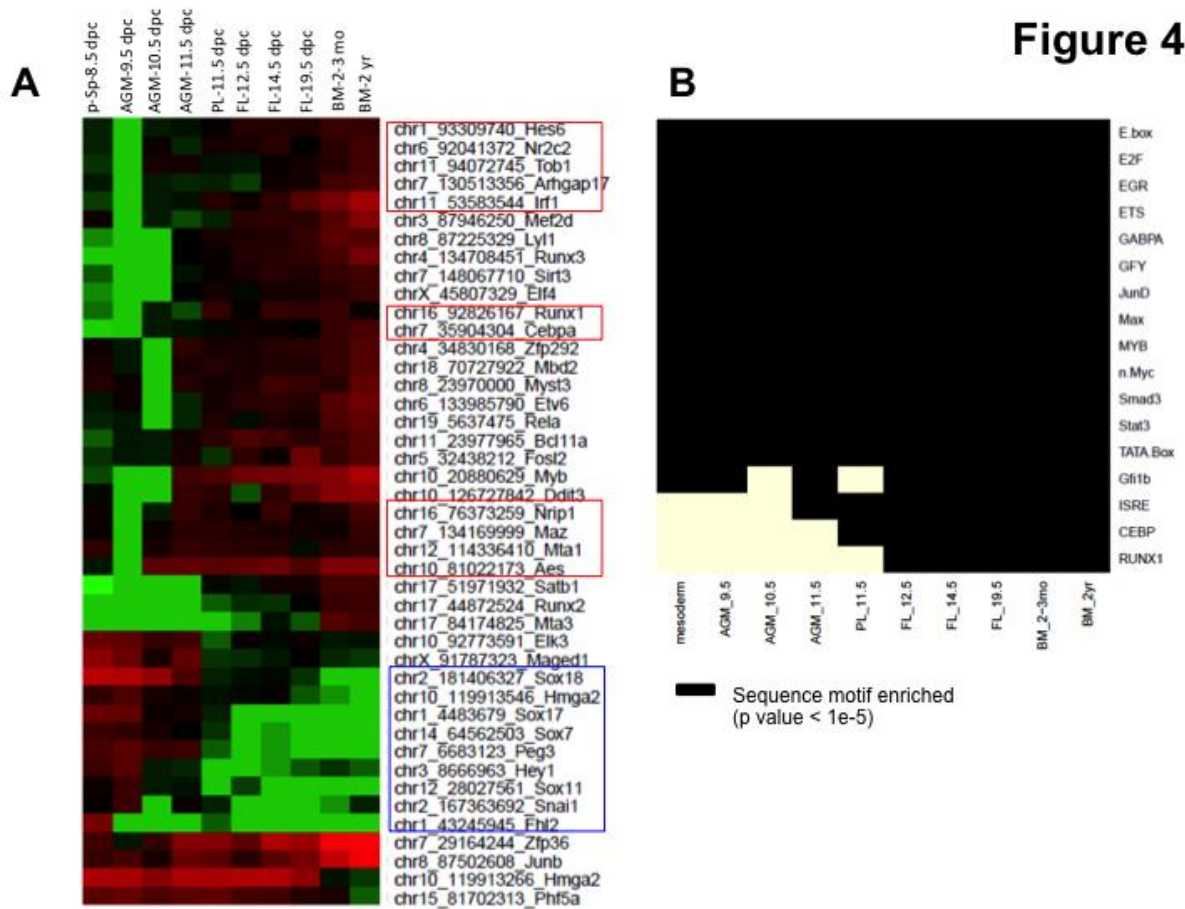 Figure 4
A
p-Sp-8.5 dpc
AGM-9.5 dpc
AGM-10.5 dpc
AGM-11.5 dpc
PL-11.5 dpc
FL-12.5 dpc
FL-14.5 dpc
FL-19.5 dpc
BM-2-3 mo
BM-2 yr
chr1_93309740_Hes6
chr6_92041372_Nr2c2
chr11_94072745_Tob1
chr7_130513356_Arhgap17
chr11_53583544_Irf1
chr3_87946250_Mef2d
chr8_87225329_Lyl1
chr4_134708451_Runx3
chr7_148067710_Sirt3
chrX_45807329_Elf4
chr16_92826167_Runx1
chr7_35904304_Cebpa
chr4_34830168_Zfp292
chr18_70727922_Mbd2
chr8_23970000_Myst3
chr6_133985790_Etv6
chr19_5637475_Rela
chr11_23977965_Bcl11a
chr5_32438212_Fosl2
chr10_20880629_Myb
chr10_126727842_Ddit3
chr16_76373259_Nrip1
chr7_134169999_Maz
chr12_114336410_Mta1
chr10_81022173_Aes
chr17_51971932_Satb1
chr17_44872524_Runx2
chr17_84174825_Mta3
chr10_92773591_Elk3
chrX_91787323_Maged1
chr2_181406327_Sox18
chr10_119913546_Hmga2
chr1_4483679_Sox17
chr14_64562503_Sox7
chr7_6683123_Peg3
chr3_8666963_Hey1
chr12_28027561_Sox11
chr2_167363692_Snai1
chr1_43245945_Fhl2
chr7_29164244_Zfp36
chr8_87502608_Junb
chr10_119913266_Hmga2
chr15_81702313_Phf5a
B
E.box
E2F
EGR
ETS
GABPA
GFY
JunD
Max
MYB
n.Myc
Smad3
Stat3
TATA.Box
Gfi1b
ISRE
CEBP
RUNX1
mesoderm
AGM_9.5
AGM_10.5
AGM_11.5
PL_11.5
FL_12.5
FL_14.5
FL_19.5
BM_2-3mo
BM_2yr
Sequence motif enriched
(p value < 1e-5)